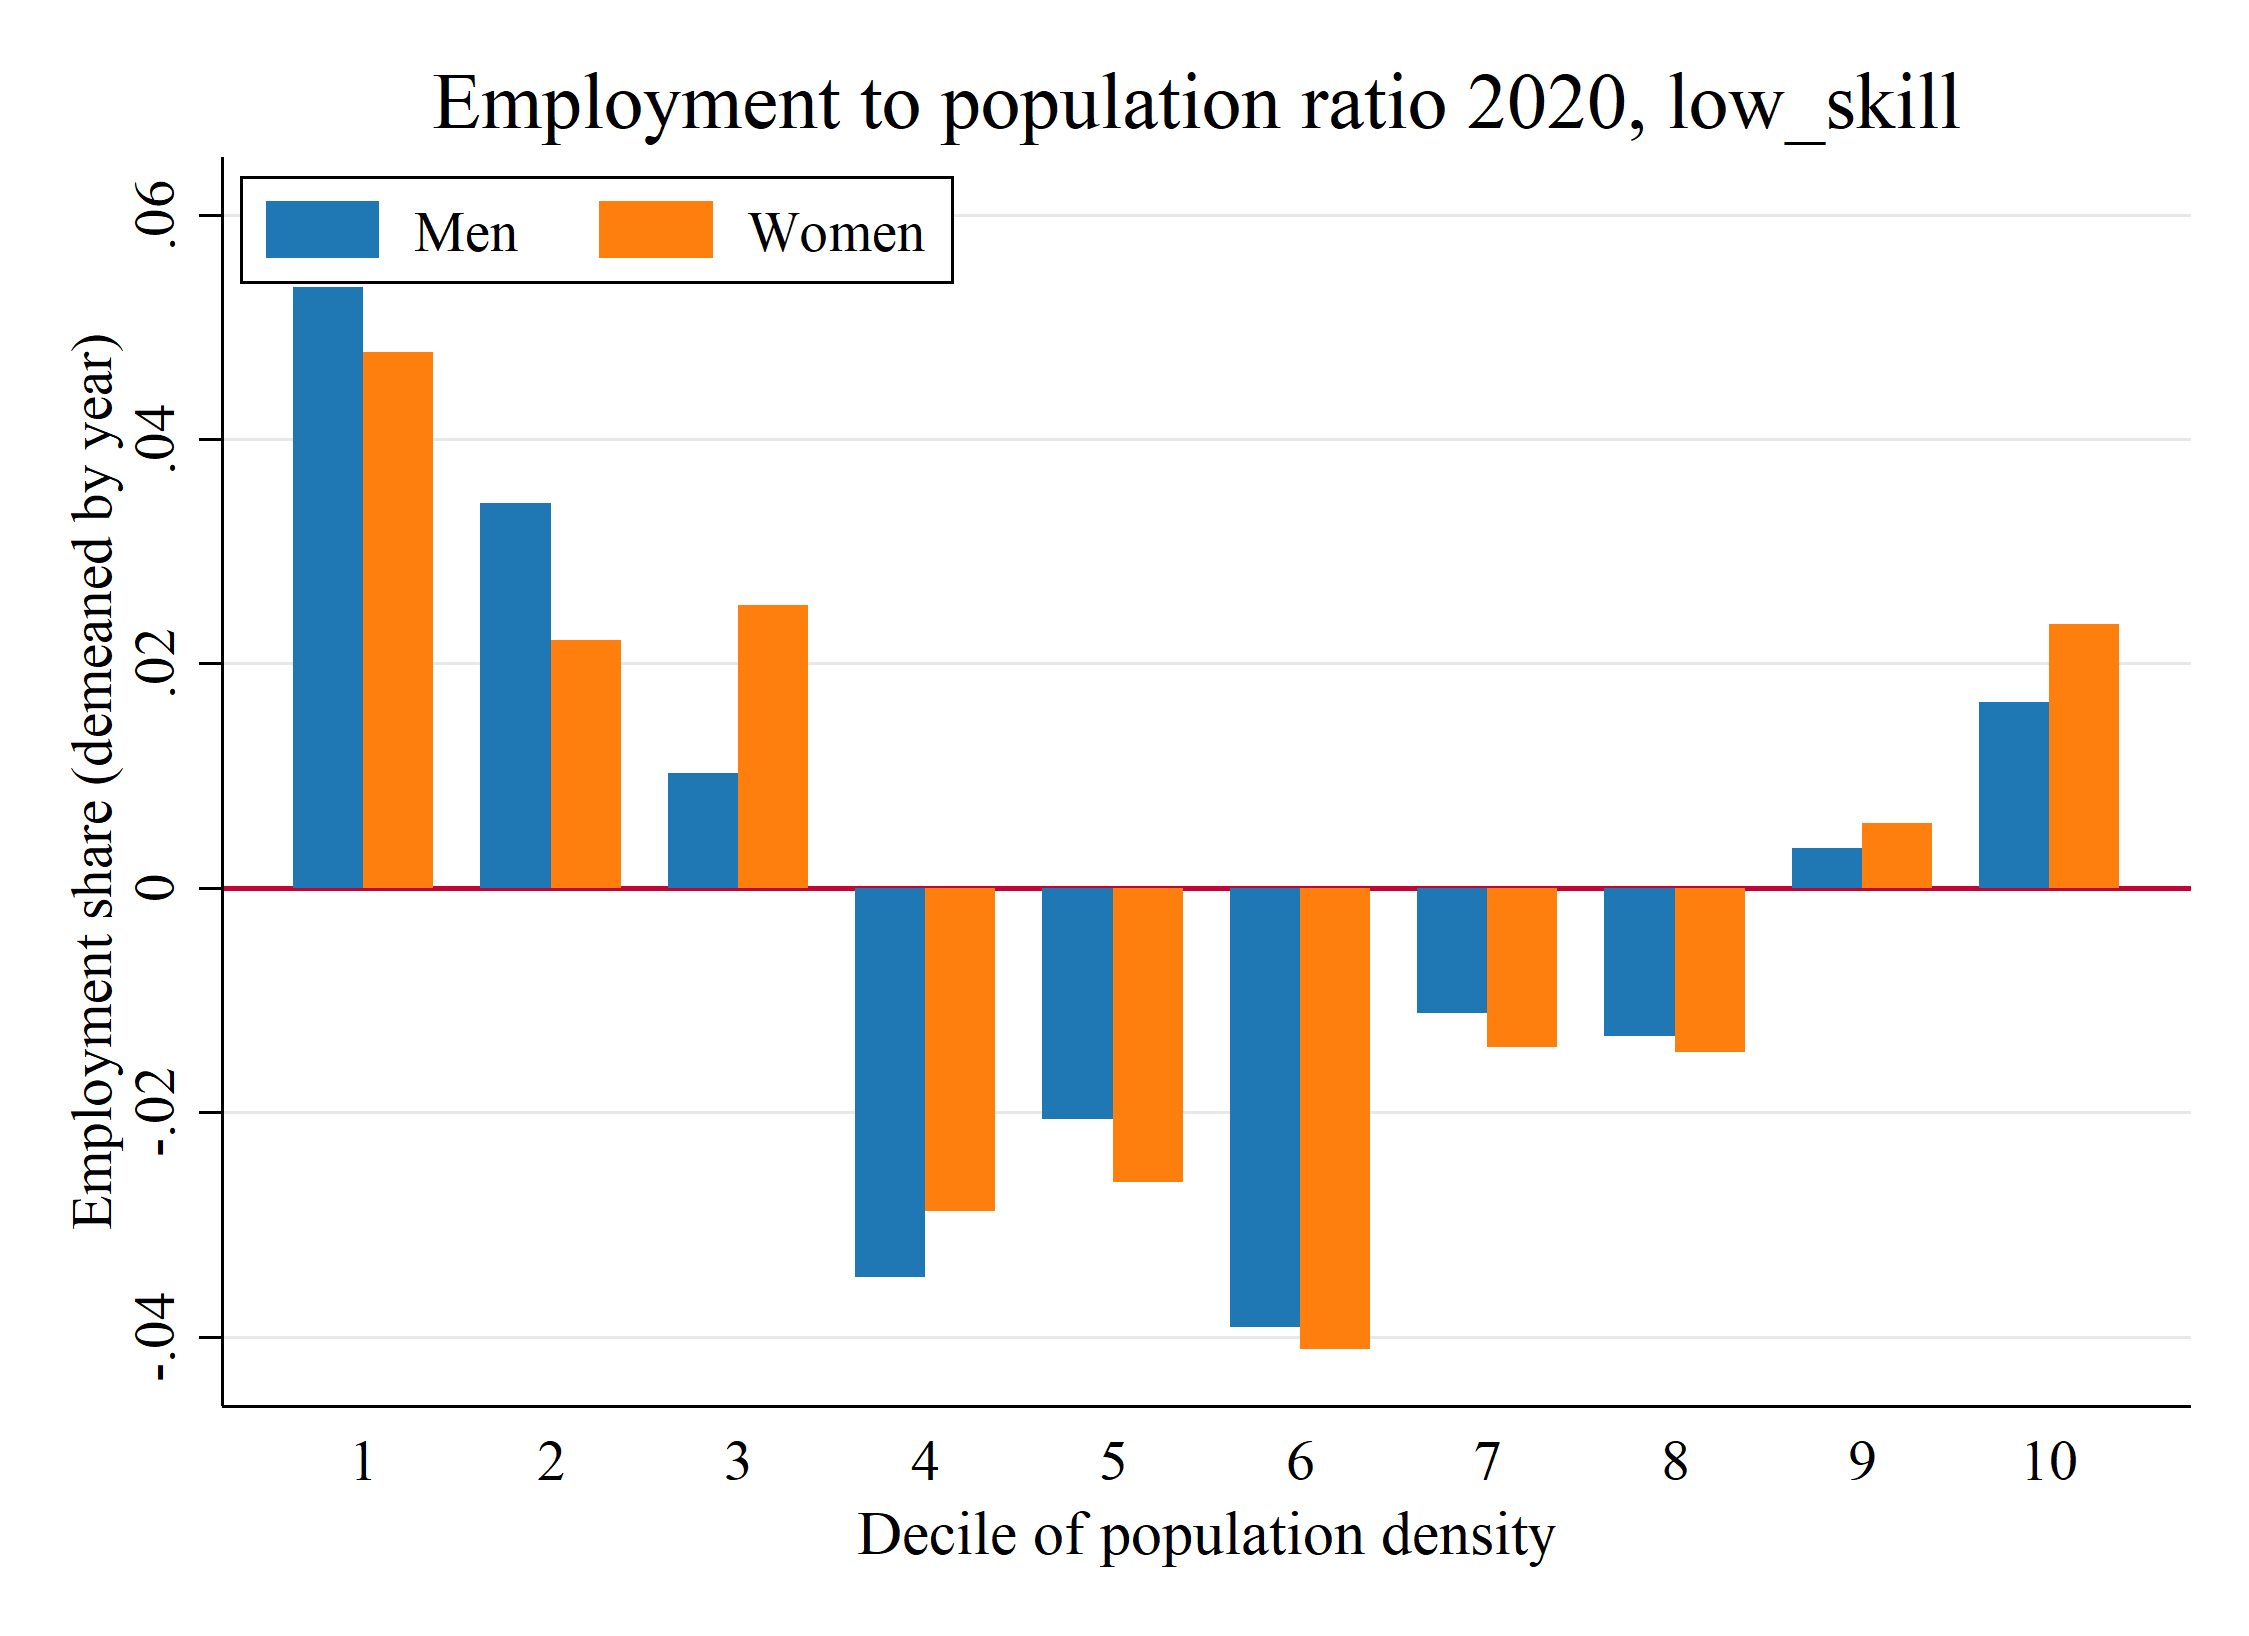 Employment to population ratio 2020, low_skill
Men
Women
Employment share (demeaned by year)
.06
.04
.02
0
-.02
-.04
1 2 3 4 5 6 7 8 9 10
Decile of population density